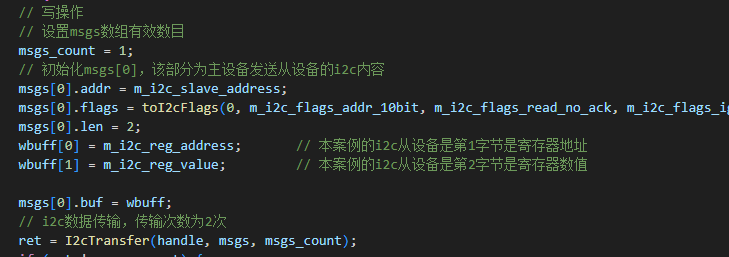 // 写操作
// 设置msgs数组有效数目
msgs_count = 1;
// 初始化msgs[0]，该部分为主设备发送从设备的i2c内容
msgs[0].addr = m_i2c_slave_address;
msgs[0].flags = toI2cFlags(0, m_i2c_flags_addr_10bit, m_i2c_flags_read_no_ack, m_i2c_flags_ig
msgs[0].len = 2;
wbuff[0] = m_i2c_reg_address; // 本案例的i2c从设备是第1字节是寄存器地址
wbuff[1] = m_i2c_reg_value; // 本案例的i2c从设备是第2字节是寄存器数值
msgs[0].buf = wbuff;
// i2c数据传输，传输次数为2次
ret = I2cTransfer(handle, msgs, msgs_count);